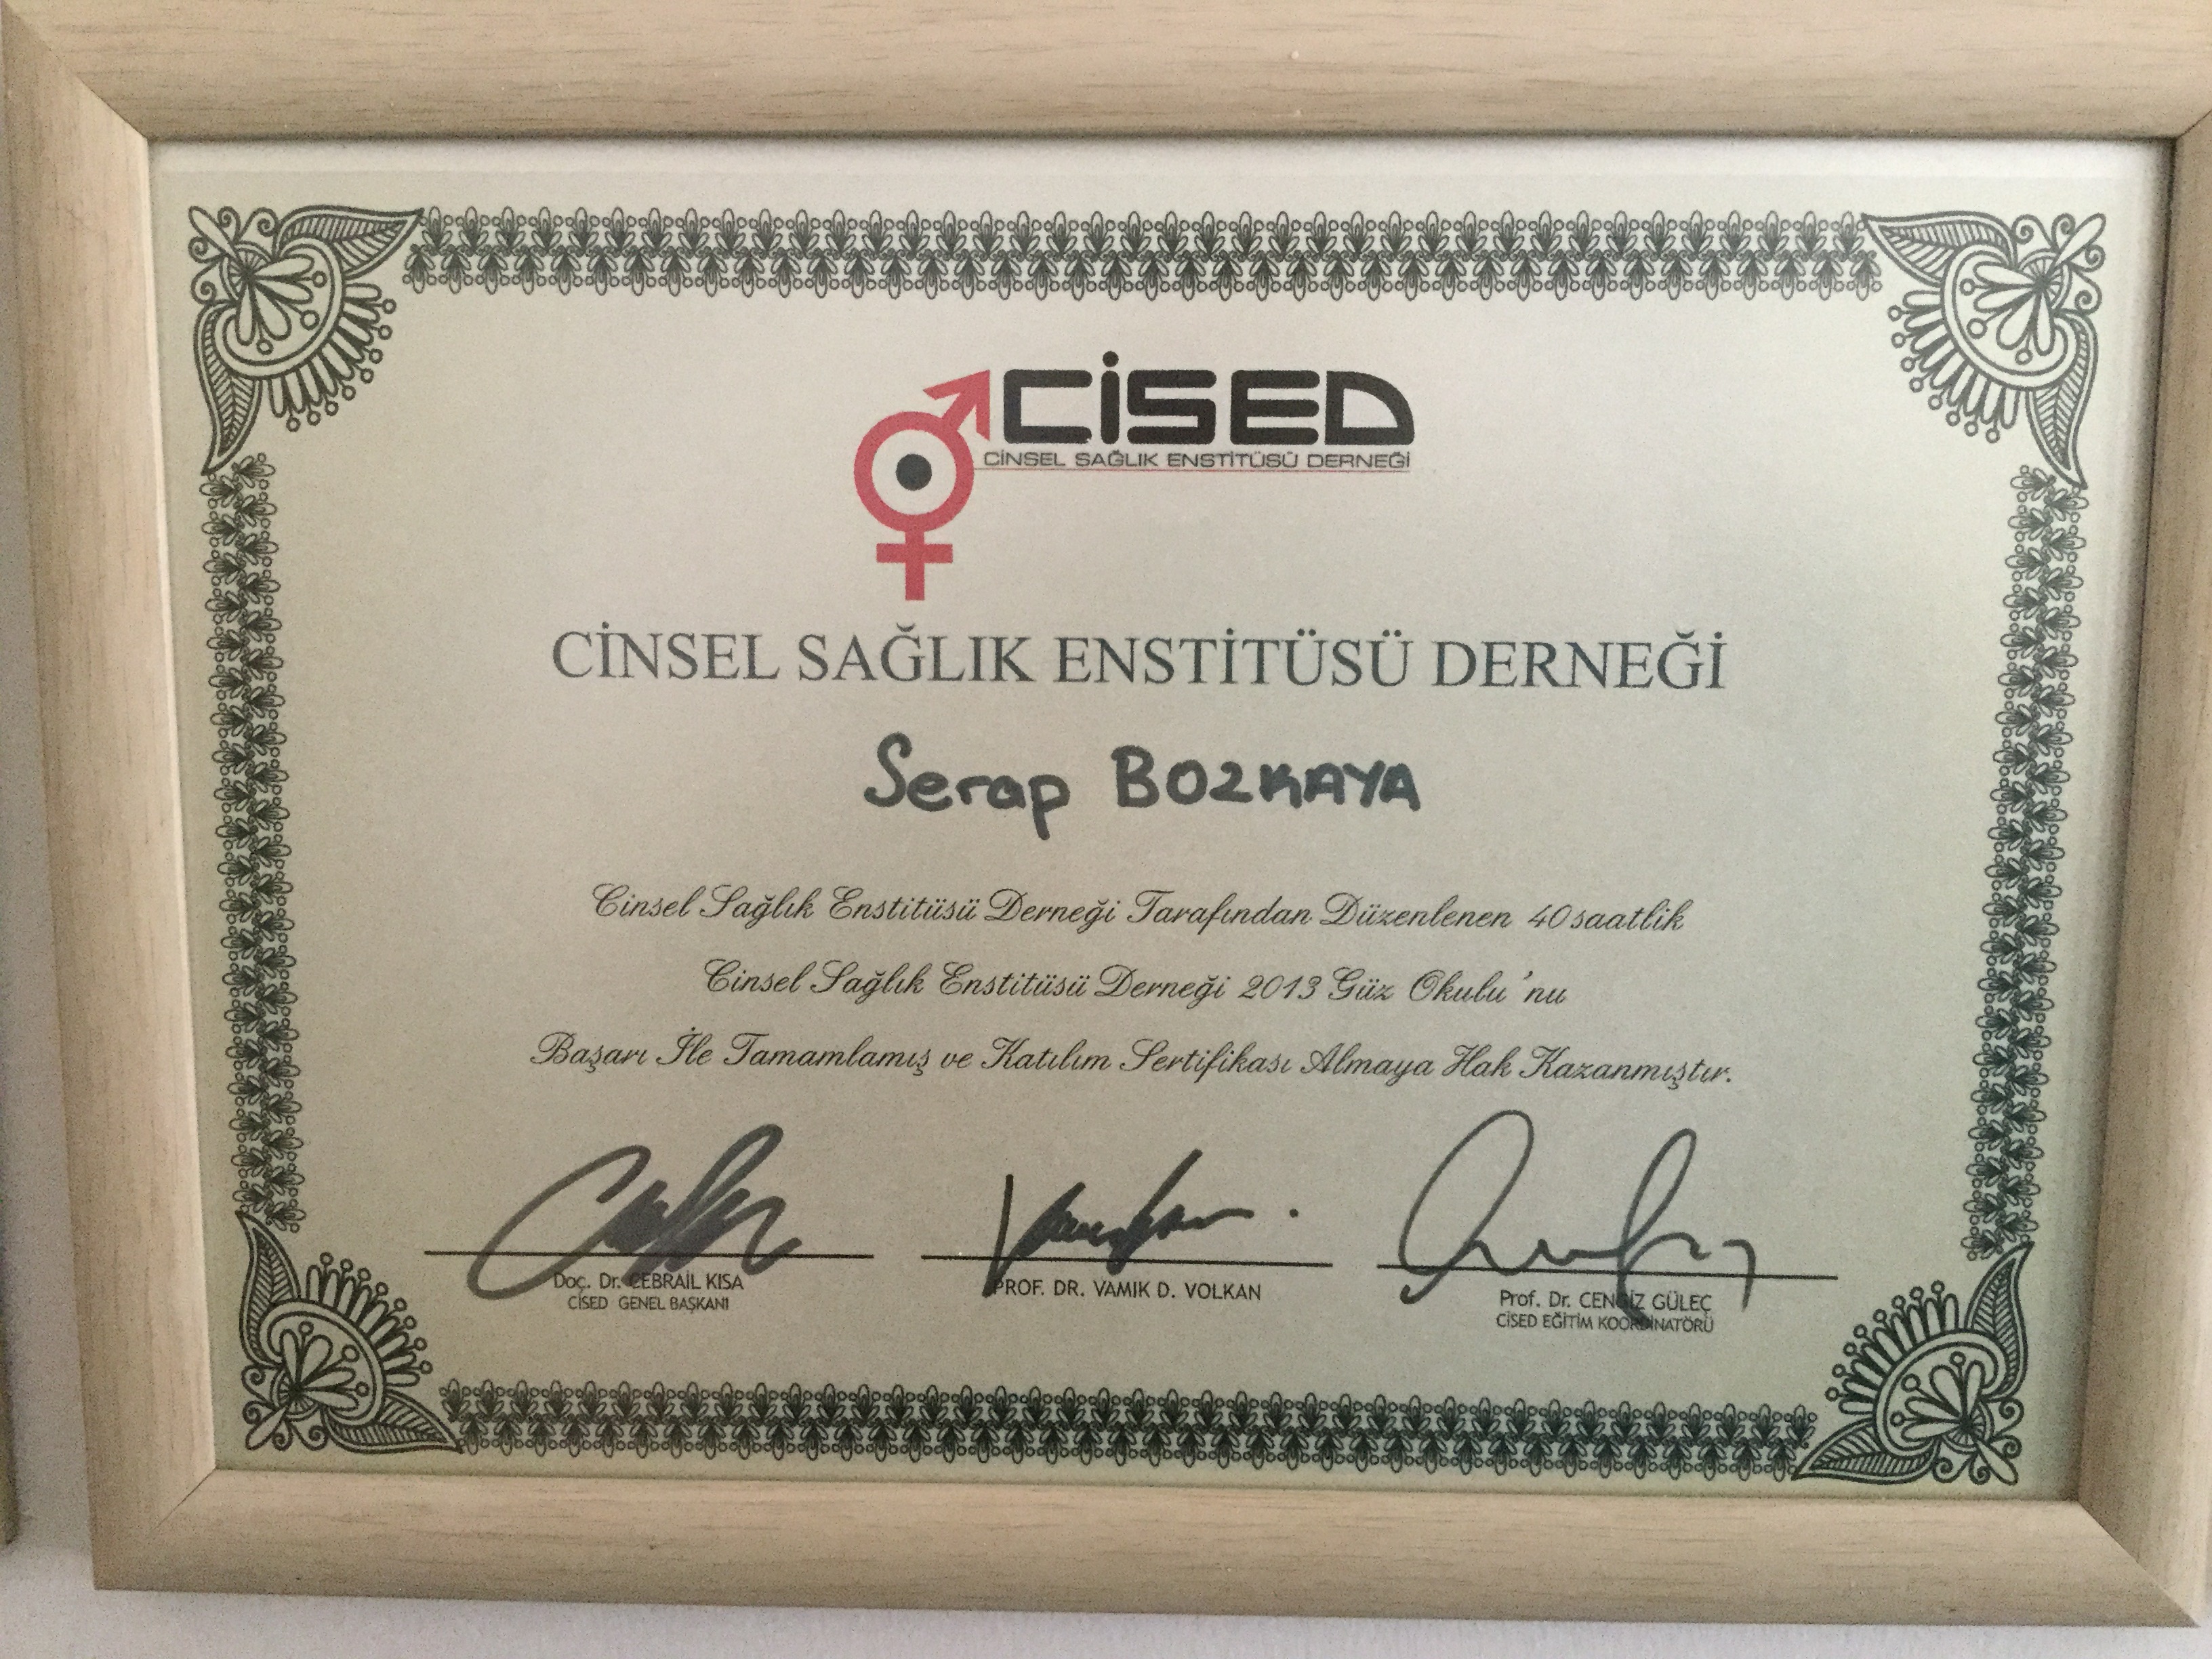 CİSED
CİNSEL SAĞLIK ENSTİTÜSÜ DERNEĞİ
CİNSEL SAĞLIK ENSTİTÜSÜ DERNEĞİ
Serap BOZKAYA
Cinsel Sağlık Enstitüsü Derneği Tarafından Düzenlenen 40 saatlik
Cinsel Sağlık Enstitüsü Derneği 2013 Güz Okulu'nu
Başarı İle Tamamlamış ve Katılım Sertifikası Almaya Hak Kazanmıştır.
Doç. Dr. CEBRAİL KISA
CİSED GENEL BAŞKANI
PROF. DR. VAMIK D. VOLKAN
Prof. Dr. CENGİZ GÜLEÇ
CİSED EĞİTİM KOORDİNATÖRÜ